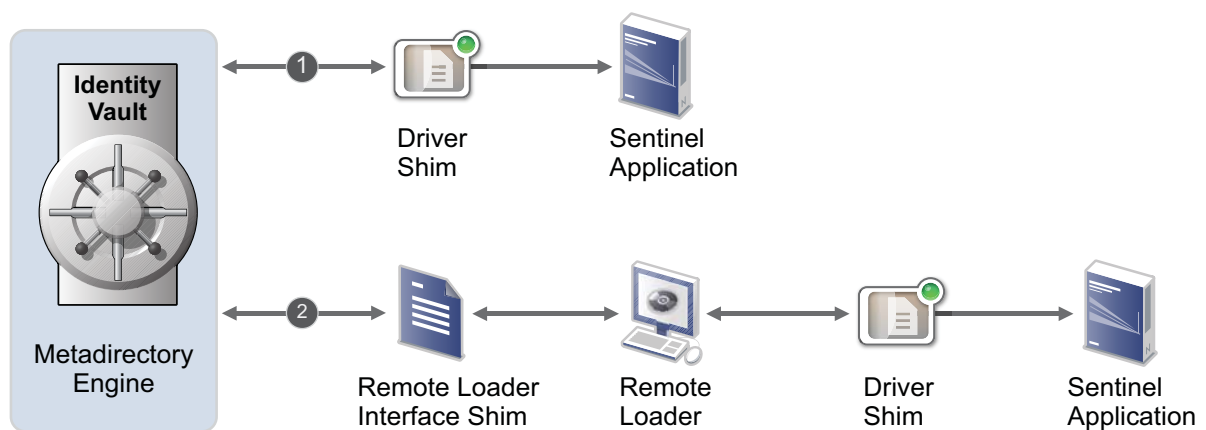 1
Identity
Vault
Driver
Shim
Sentinel
Application
2
Metadirectory
Engine
Remote Loader
Interface Shim
Remote
Loader
Driver
Shim
Sentinel
Application